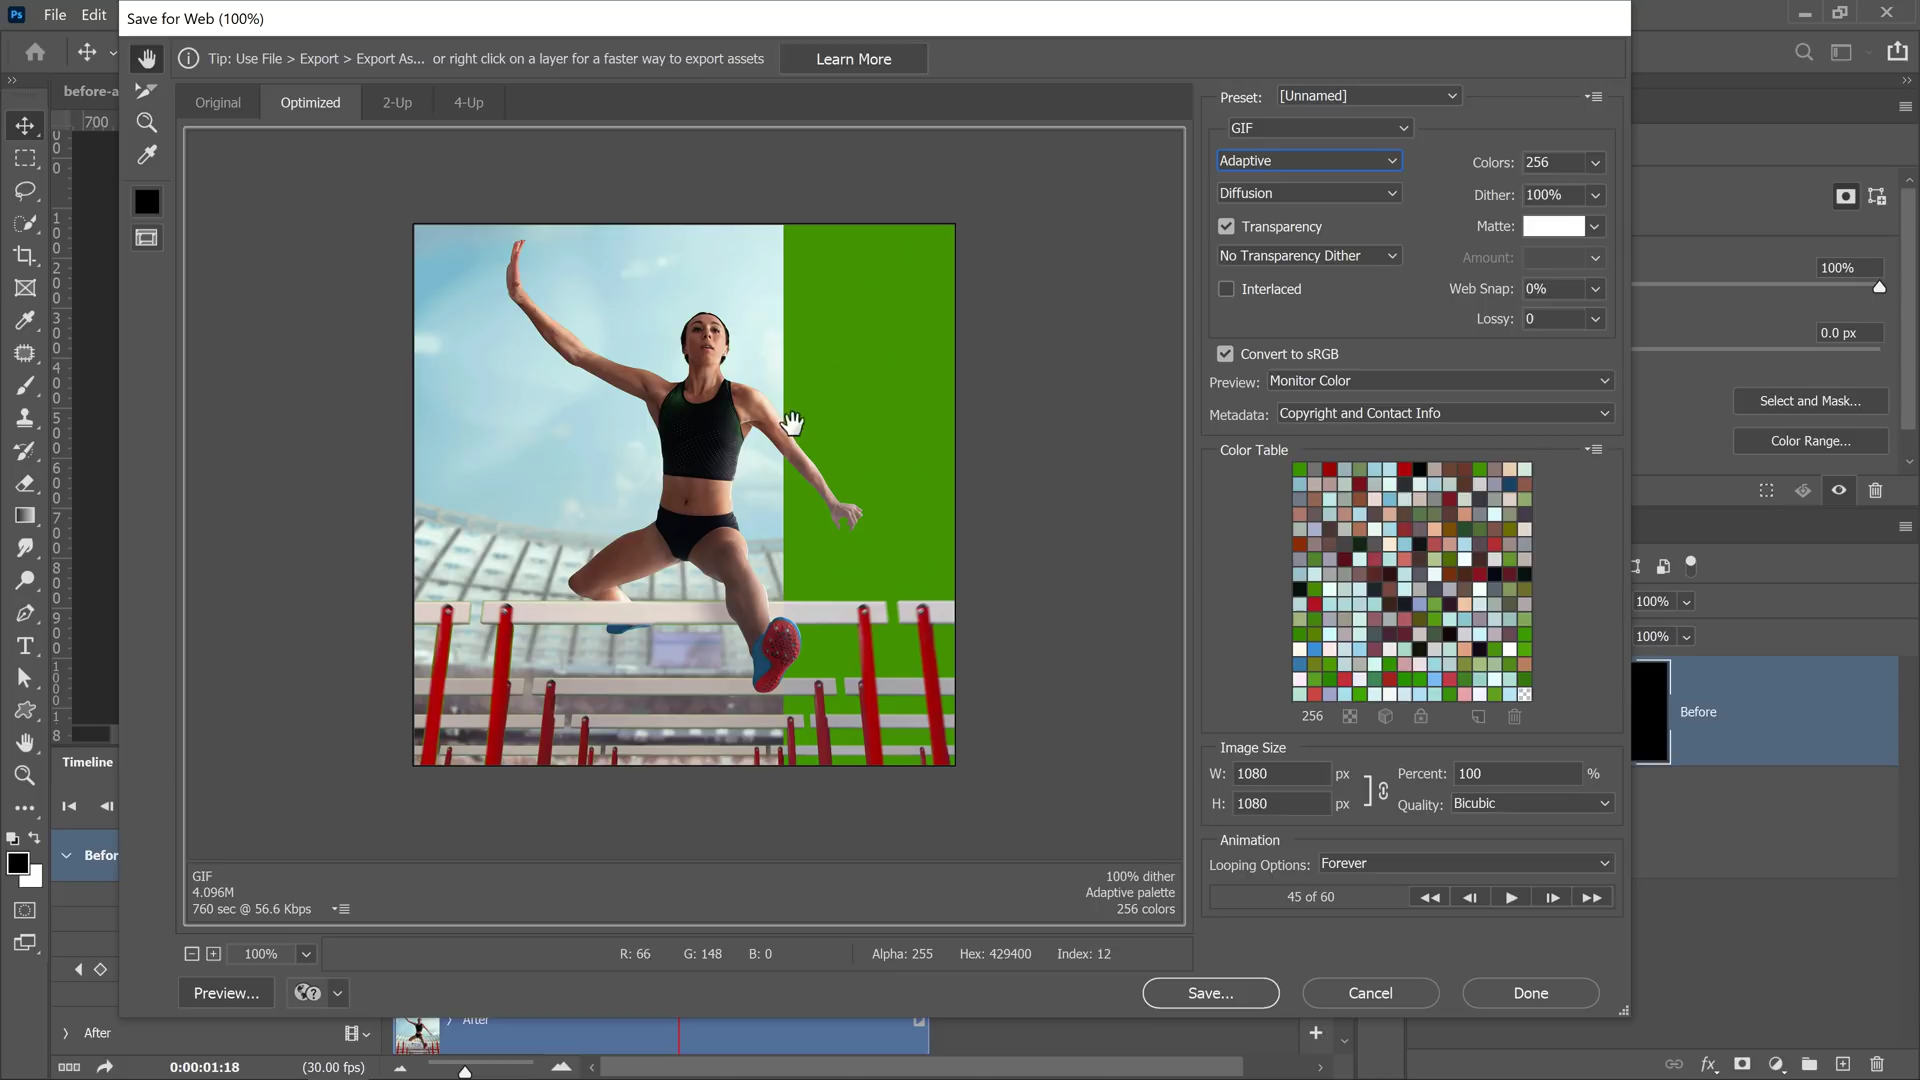 Ps File Edit
Save for Web (100%)
Tip: Use File > Export > Export As... or right click on a layer for a faster way to export assets
Learn More
before-a
700
Original
Optimized
2-Up
4-Up
Preset: [Unnamed]
GIF
Adaptive
Colors: 256
Diffusion
Dither: 100%
Transparency
Matte:
No Transparency Dither
Amount:
Interlaced
Web Snap: 0%
Lossy: 0
Convert to sRGB
Preview: Monitor Color
Metadata: Copyright and Contact Info
Color Table
256
Image Size
W: 1080 px
Percent: 100 %
H: 1080 px
Quality: Bicubic
Animation
Looping Options: Forever
45 of 60
GIF
4.096M
760 sec @ 56.6 Kbps
100% dither
Adaptive palette
256 colors
100%
R: 66
G: 148
B: 0
Alpha: 255
Hex: 429400
Index: 12
Preview...
Save...
Cancel
Done
100%
0.0 px
Select and Mask...
Color Range...
100%
100%
Before
Timeline
Befor
After
After
0:00:01:18
(30.00 fps)
fx